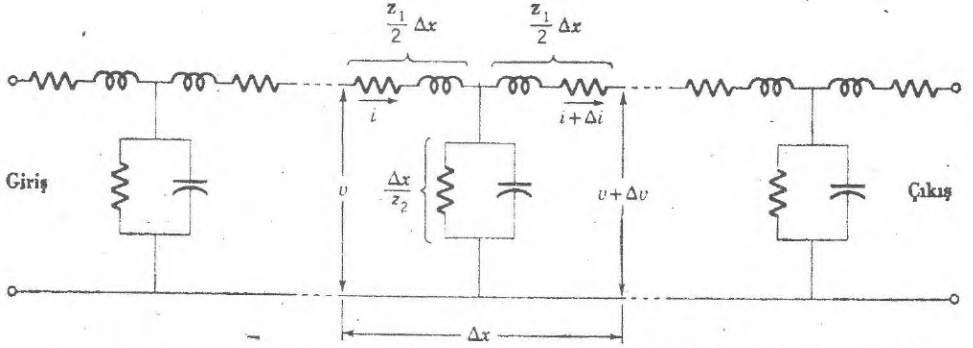 z₁/2 Δx
z₁/2 Δx
i
i+Δi
Giriş
v
Δx/z₂
v+Δv
Çıkış
Δx